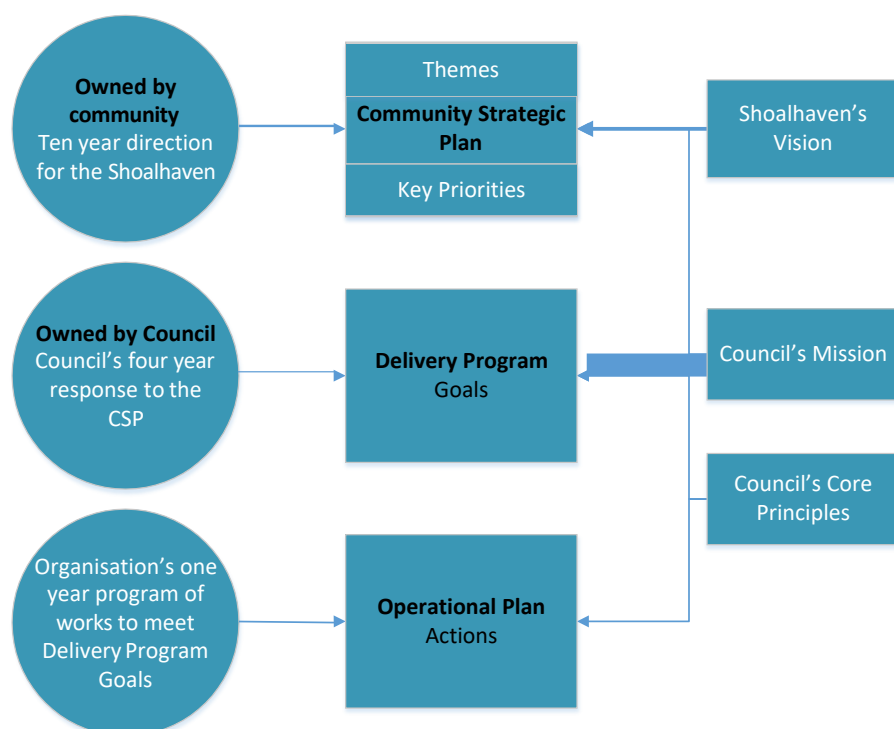 Owned by
community
Ten year direction
for the Shoalhaven
Themes
Community Strategic
Plan
Key Priorities
Shoalhaven’s
Vision
Owned by Council
Council’s four year
response to the
CSP
Delivery Program
Goals
Council’s Mission
Council’s Core
Principles
Organisation’s one
year program of
works to meet
Delivery Program
Goals
Operational Plan
Actions